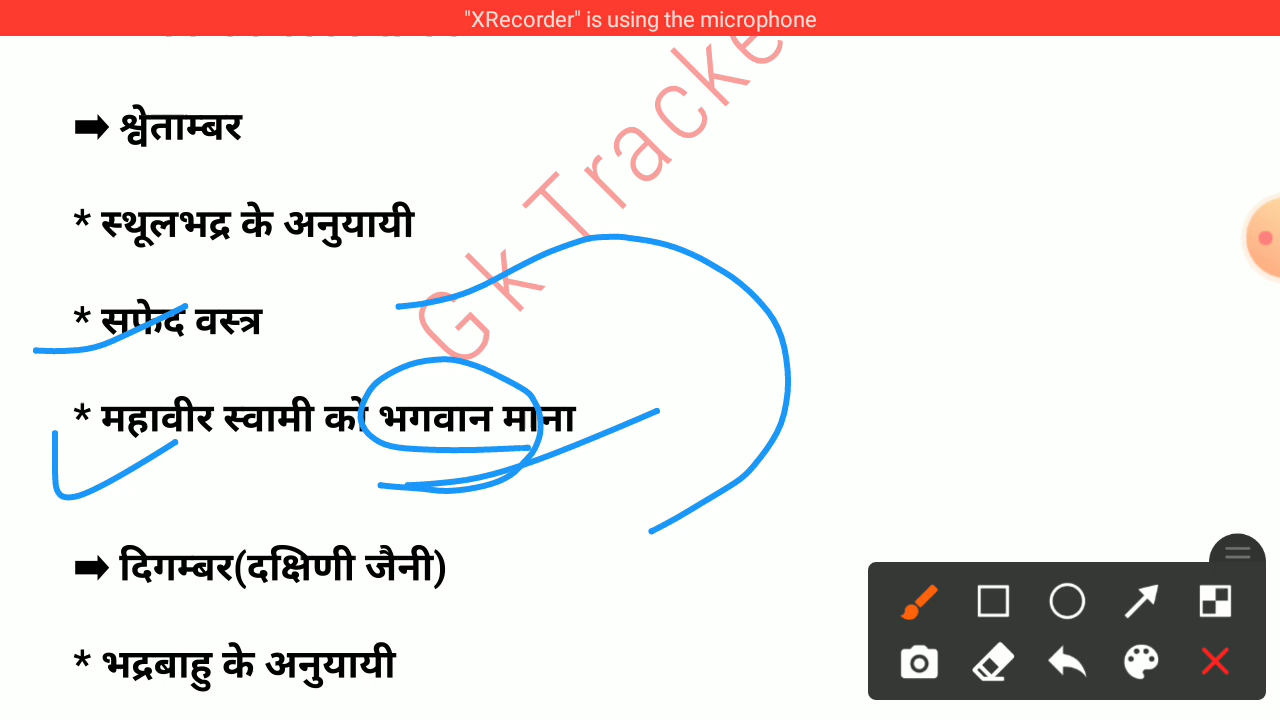 "XRecorder" is using the microphone
➡ श्वेताम्बर
* स्थूलभद्र के अनुयायी
* सफेद वस्त्र
* महावीर स्वामी को भगवान माना
➡ दिगम्बर(दक्षिणी जैनी)
* भद्रबाहु के अनुयायी
Gk Tracke